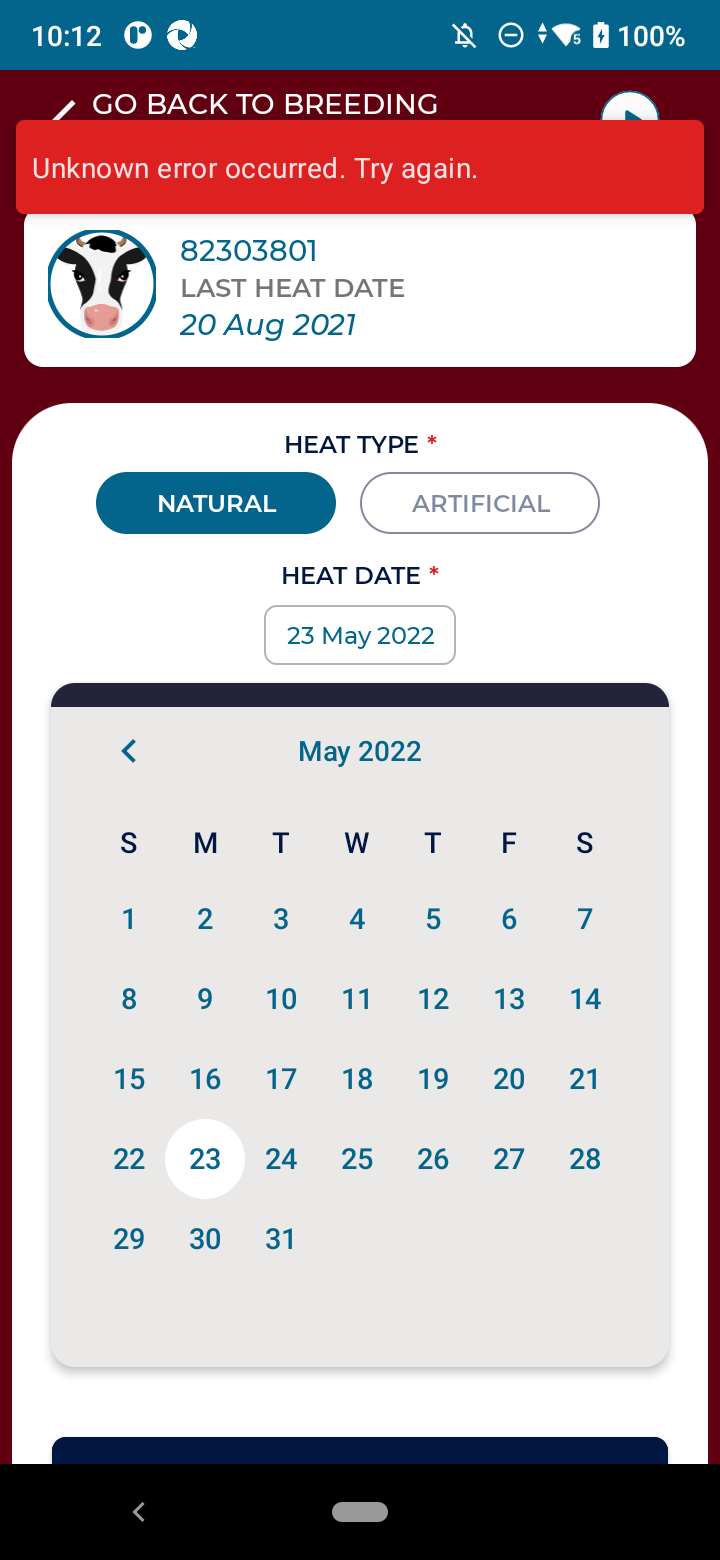 10:12
5
100%
GO BACK TO BREEDING
Unknown error occurred. Try again.
82303801
LAST HEAT DATE
20 Aug 2021
HEAT TYPE *
NATURAL ARTIFICIAL
HEAT DATE *
23 May 2022
May 2022
S M T W T F S
1 2 3 4 5 6 7
8 9 10 11 12 13 14
15 16 17 18 19 20 21
22 23 24 25 26 27 28
29 30 31